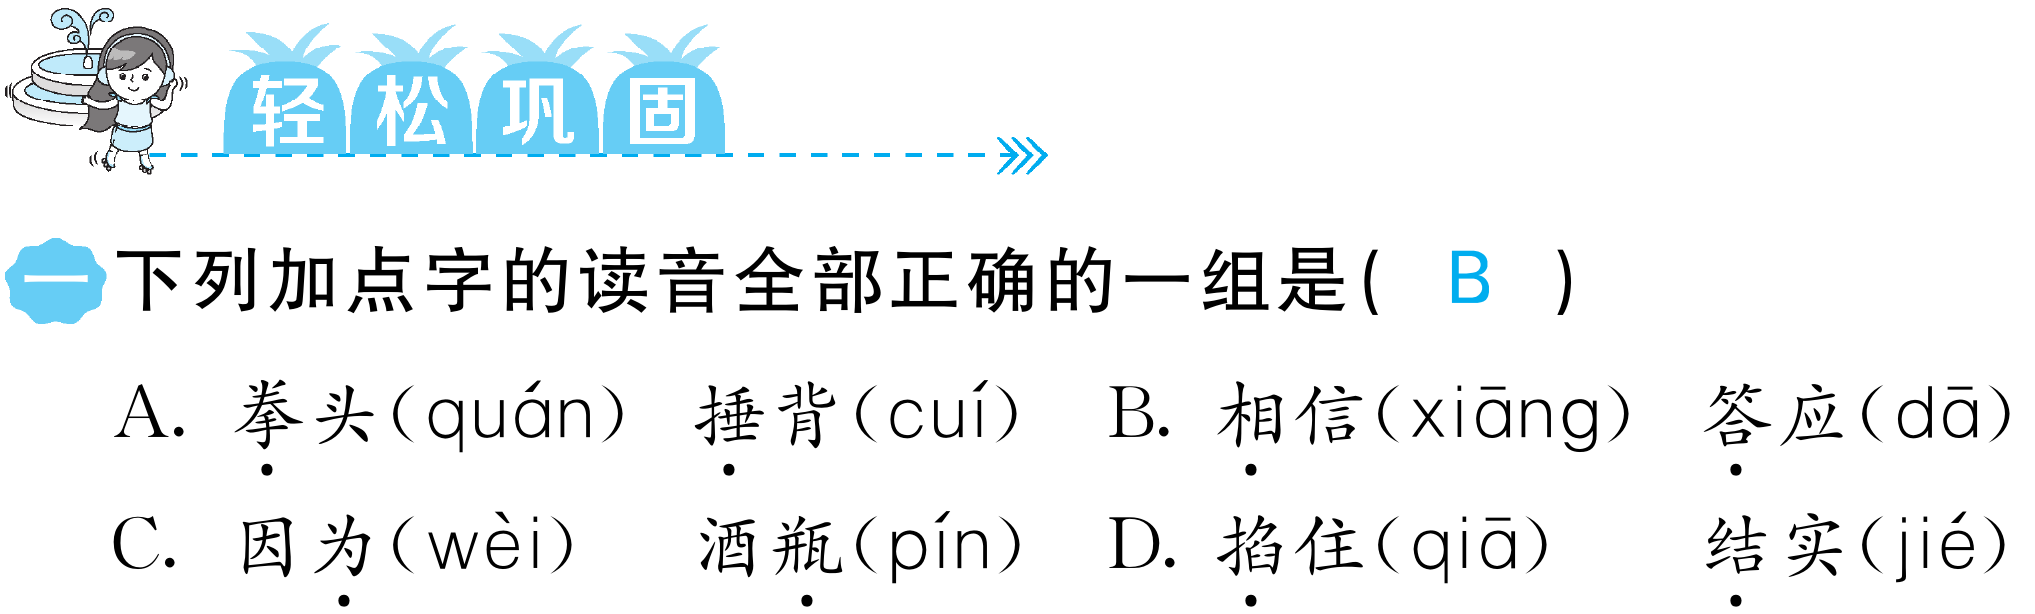 轻松巩固
一 下列加点字的读音全部正确的一组是( B )
A. 拳头(quán) 捶背(cuí) B. 相信(xiāng) 答应(dā)
C. 因为(wèi) 酒瓶(pín) D. 掐住(qiā) 结实(jié)